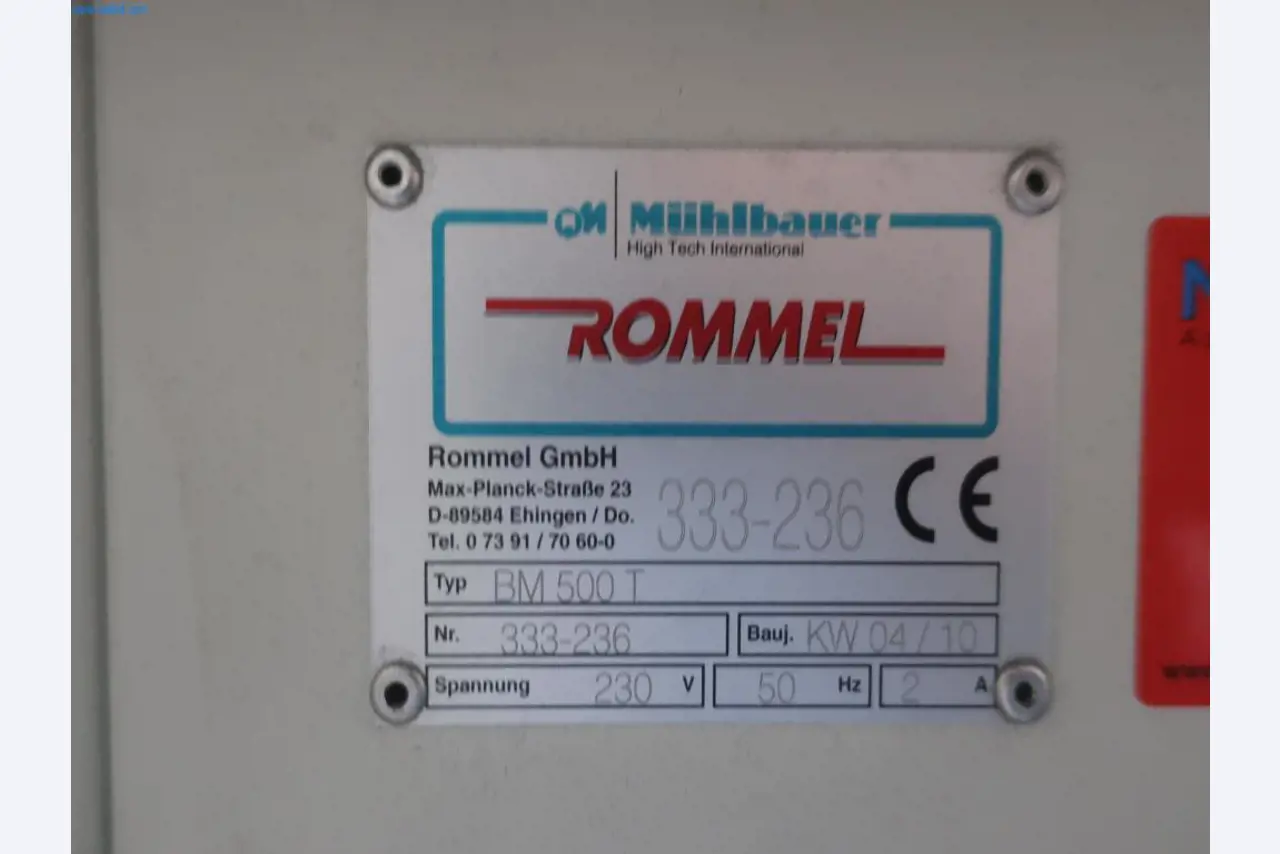 Mühlbauer
High Tech International
ROMMEL
Rommel GmbH
Max-Planck-Straße 23
D-89584 Ehingen / Do.
Tel. 0 73 91 / 70 60-0
333-236
CE
Typ BM 500 T
Nr. 333-236
Bauj. KW 04 / 10
Spannung 230 V 50 Hz 2 A